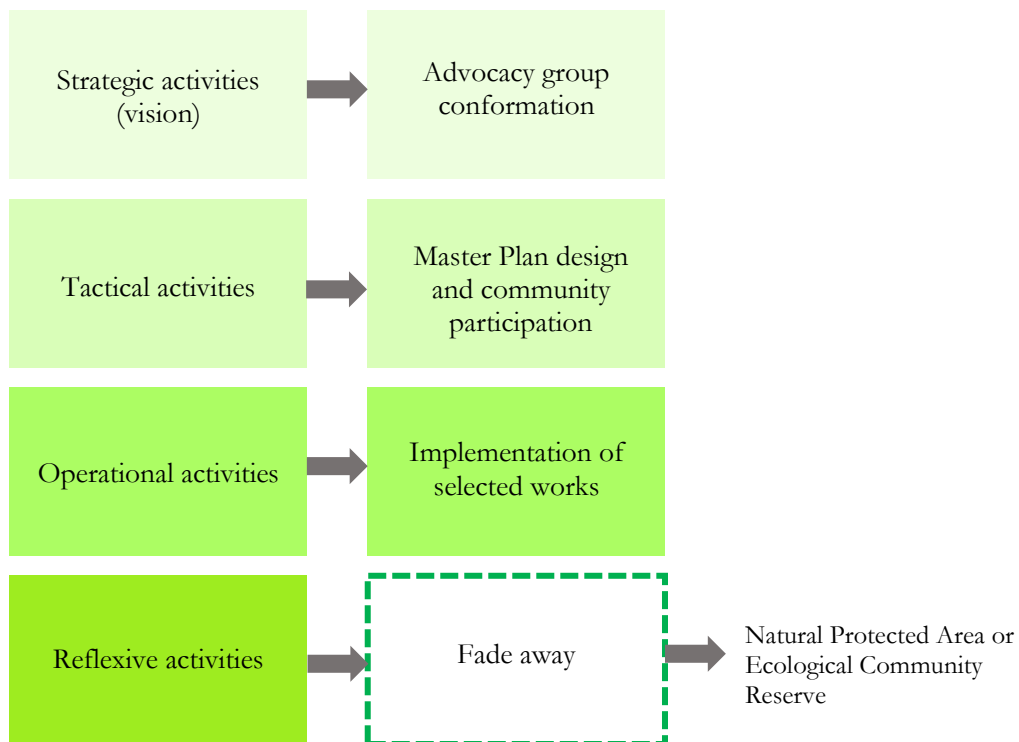 Strategic activities
(vision)
Advocacy group
conformation
Tactical activities
Master Plan design
and community
participation
Operational activities
Implementation of
selected works
Reflexive activities
Fade away
Natural Protected Area or
Ecological Community
Reserve